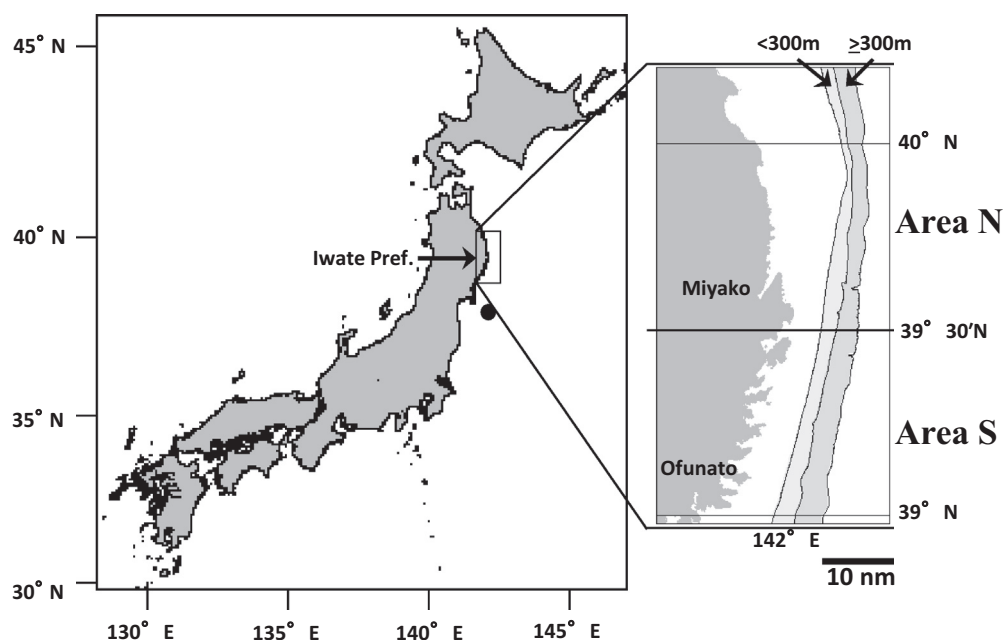 45° N
40° N
35° N
30° N
130° E
135° E
140° E
145° E
Iwate Pref.
<300m
≥300m
40° N
Area N
Miyako
39° 30'N
Area S
Ofunato
39° N
142° E
10 nm